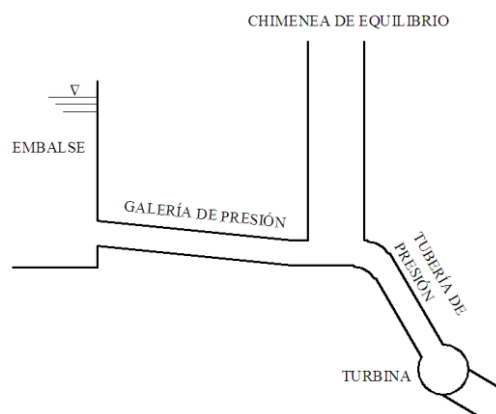 CHIMENEA DE EQUILIBRIO
EMBALSE
GALERÍA DE PRESIÓN
TUBERÍA DE
PRESIÓN
TURBINA